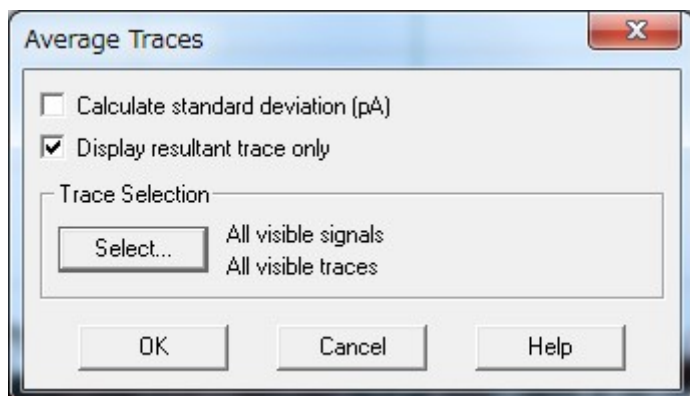 Average Traces
Calculate standard deviation (pA)
Display resultant trace only
Trace Selection
Select...
All visible signals
All visible traces
OK
Cancel
Help